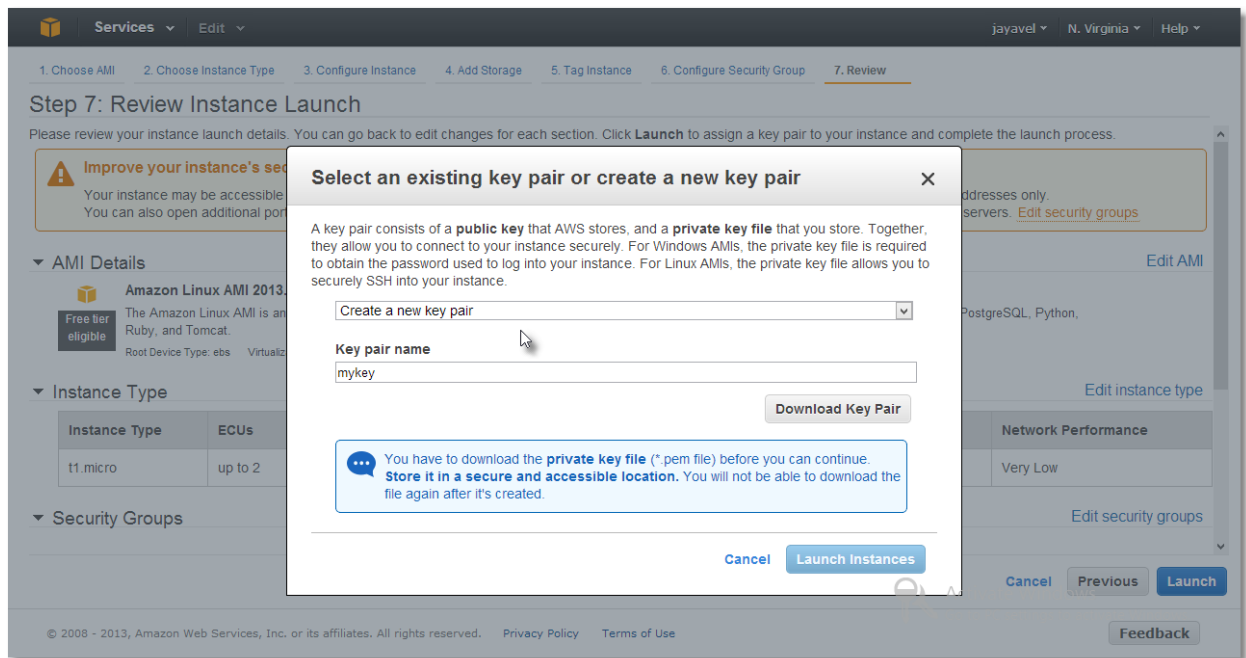 Services Edit jayavel N. Virginia Help
1. Choose AMI 2. Choose Instance Type 3. Configure Instance 4. Add Storage 5. Tag Instance 6. Configure Security Group 7. Review
Step 7: Review Instance Launch
Please review your instance launch details. You can go back to edit changes for each section. Click Launch to assign a key pair to your instance and complete the launch process.
Improve your instance's sec
Your instance may be accessible
ddresses only.
You can also open additional por
servers. Edit security groups
Select an existing key pair or create a new key pair
A key pair consists of a public key that AWS stores, and a private key file that you store. Together,
they allow you to connect to your instance securely. For Windows AMIs, the private key file is required
to obtain the password used to log into your instance. For Linux AMIs, the private key file allows you to
securely SSH into your instance.
Create a new key pair
Key pair name
mykey
Download Key Pair
You have to download the private key file (*.pem file) before you can continue.
Store it in a secure and accessible location. You will not be able to download the
file again after it's created.
Cancel Launch Instances
AMI Details Edit AMI
Amazon Linux AMI 2013.
Free tier
eligible
The Amazon Linux AMI is an
PostgreSQL, Python,
Ruby, and Tomcat.
Root Device Type: ebs Virtualiz
Instance Type Edit instance type
Instance Type ECUs Network Performance
t1.micro up to 2 Very Low
Security Groups Edit security groups
Cancel Previous Launch
© 2008 - 2013, Amazon Web Services, Inc. or its affiliates. All rights reserved. Privacy Policy Terms of Use Feedback